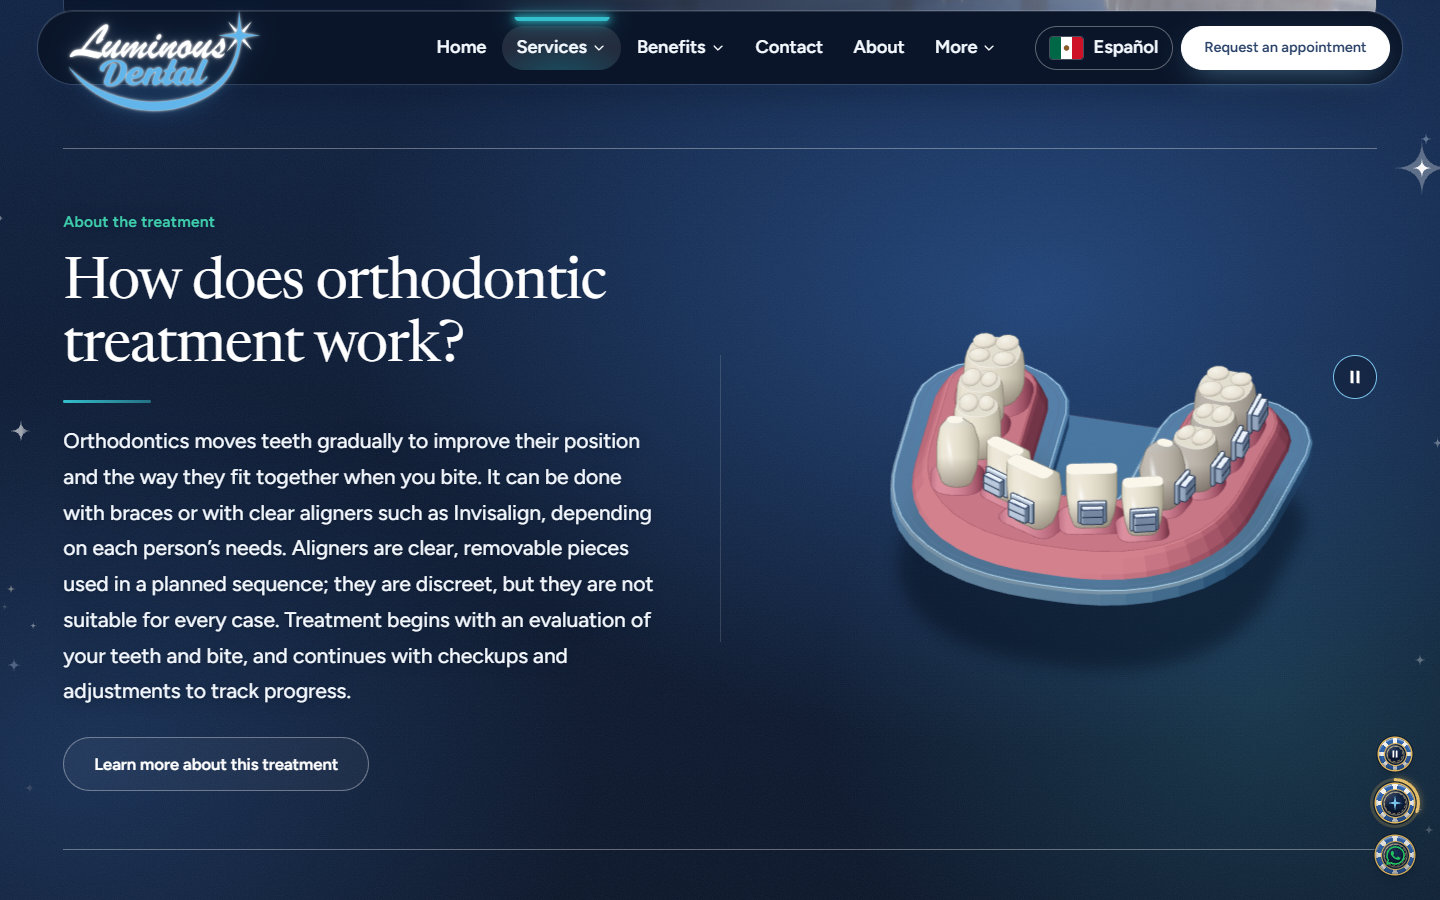 Luminous
Dental
Home
Services
Benefits
Contact
About
More
Español
Request an appointment
About the treatment
How does orthodontic
treatment work?
Orthodontics moves teeth gradually to improve their position
and the way they fit together when you bite. It can be done
with braces or with clear aligners such as Invisalign, depending
on each person’s needs. Aligners are clear, removable pieces
used in a planned sequence; they are discreet, but they are not
suitable for every case. Treatment begins with an evaluation of
your teeth and bite, and continues with checkups and
adjustments to track progress.
Learn more about this treatment